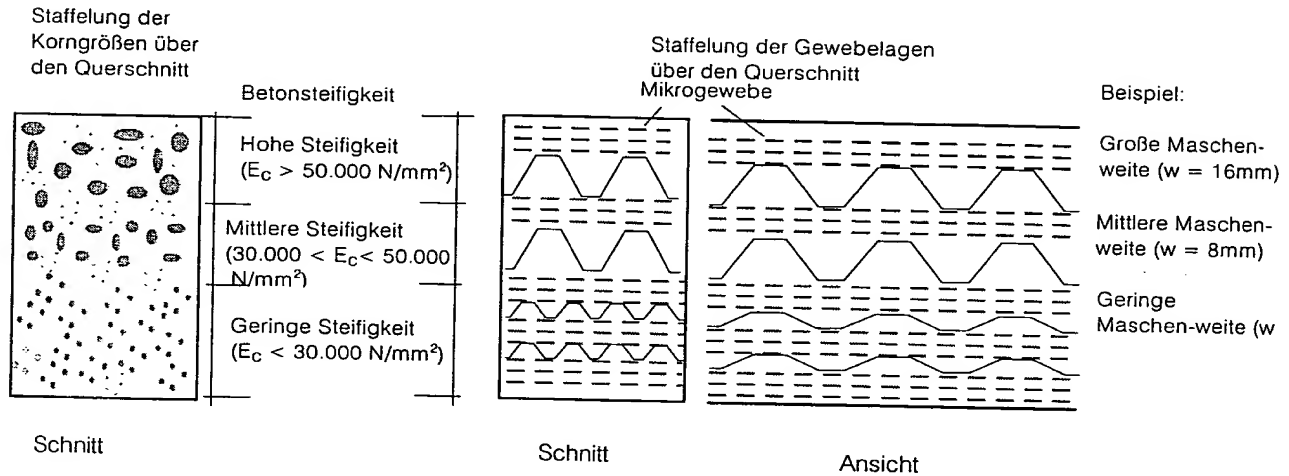 Staffelung der
Korngrößen über
den Querschnitt
Betonsteifigkeit
Hohe Steifigkeit
(E_C > 50.000 N/mm²)
Mittlere Steifigkeit
(30.000 < E_C < 50.000
N/mm²)
Geringe Steifigkeit
(E_C < 30.000 N/mm²)
Schnitt
Staffelung der Gewebelagen
über den Querschnitt
Mikrogewebe
Schnitt
Ansicht
Beispiel:
Große Maschen-
weite (w = 16mm)
Mittlere Maschen-
weite (w = 8mm)
Geringe
Maschen-weite (w